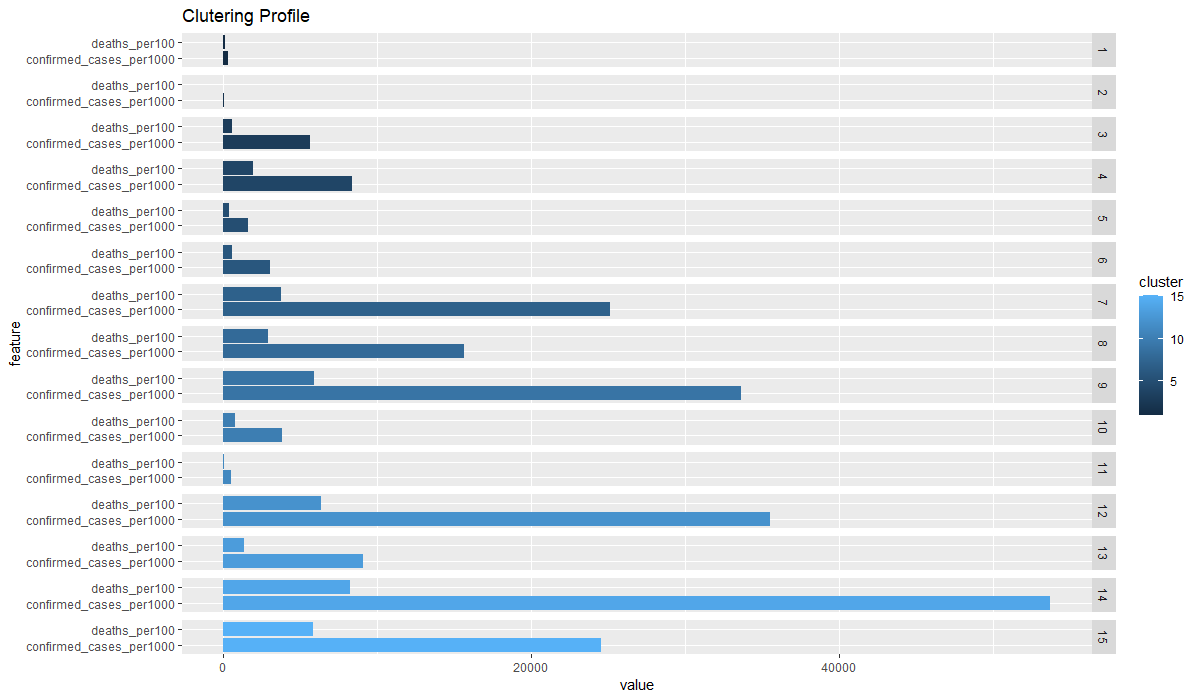 Clutering Profile
deaths_per100
confirmed_cases_per1000
1
deaths_per100
confirmed_cases_per1000
2
deaths_per100
confirmed_cases_per1000
3
deaths_per100
confirmed_cases_per1000
4
deaths_per100
confirmed_cases_per1000
5
deaths_per100
confirmed_cases_per1000
6
deaths_per100
confirmed_cases_per1000
7
deaths_per100
confirmed_cases_per1000
8
deaths_per100
confirmed_cases_per1000
9
deaths_per100
confirmed_cases_per1000
10
deaths_per100
confirmed_cases_per1000
11
deaths_per100
confirmed_cases_per1000
12
deaths_per100
confirmed_cases_per1000
13
deaths_per100
confirmed_cases_per1000
14
deaths_per100
confirmed_cases_per1000
15
feature
0 20000 40000
value
cluster
15
10
5